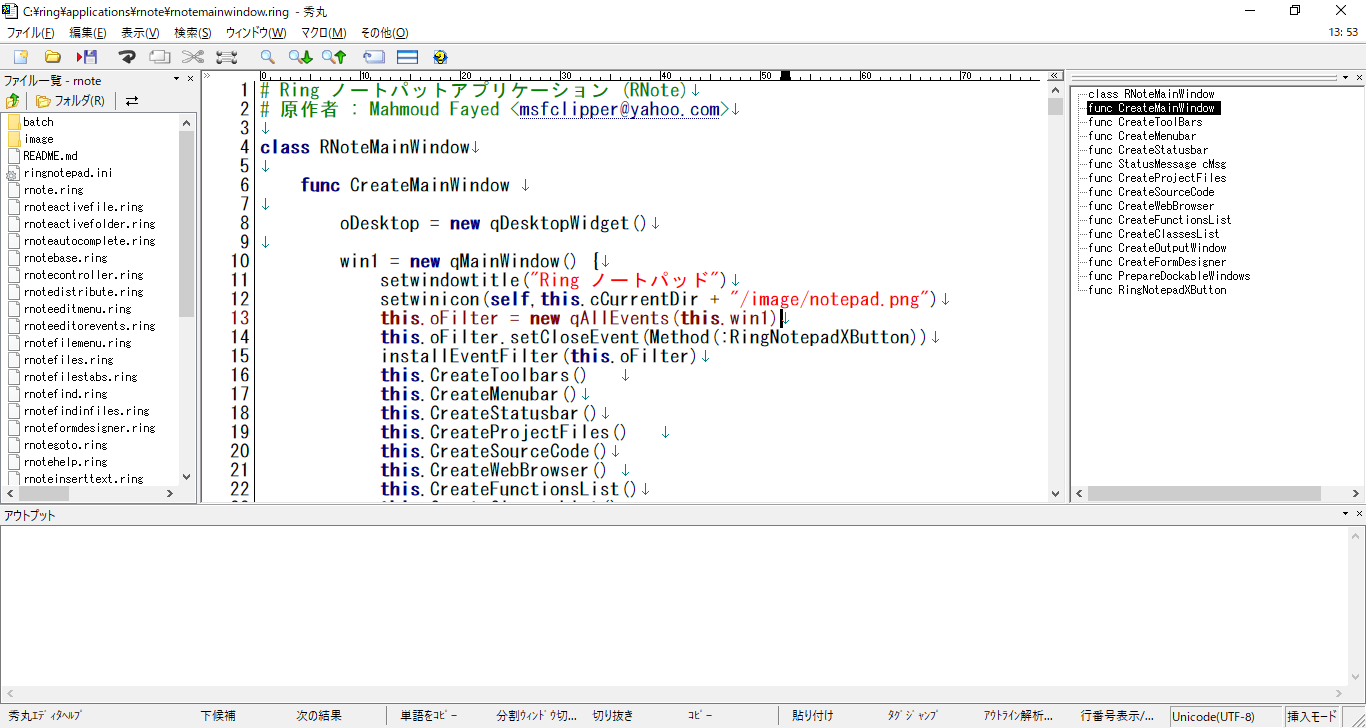 C:¥ring¥applications¥rnote¥rnotemainwindow.ring - 秀丸
ファイル(F) 編集(E) 表示(V) 検索(S) ウィンドウ(W) マクロ(M) その他(O)
13: 53
ファイル一覧 - rnote
フォルダ(R)
batch
image
README.md
ringnotepad.ini
rnote.ring
rnoteactivefile.ring
rnoteactivefolder.ring
rnoteautocomplete.ring
rnotebase.ring
rnotecontroller.ring
rnotedistribute.ring
rnoteeditmenu.ring
rnoteeditorevents.ring
rnotefilemenu.ring
rnotefiles.ring
rnotefilestabs.ring
rnotefind.ring
rnotefindinfiles.ring
rnoteformdesigner.ring
rnotegoto.ring
rnotehelp.ring
rnoteinserttext.ring
0 10 20 30 40 50 60 70
1 # Ring ノートパットアプリケーション (RNote)↓
2 # 原作者 : Mahmoud Fayed <msfclipper@yahoo.com>↓
3 ↓
4 class RNoteMainWindow↓
5 ↓
6 func CreateMainWindow ↓
7 ↓
8 oDesktop = new qDesktopWidget()↓
9 ↓
10 win1 = new qMainWindow() {↓
11 setwindowtitle("Ring ノートパッド")↓
12 setwinicon(self,this.cCurrentDir + "/image/notepad.png")↓
13 this.oFilter = new qAllEvents(this.win1)↓
14 this.oFilter.setCloseEvent(Method(:RingNotepadXButton))↓
15 installEventFilter(this.oFilter)↓
16 this.CreateToolbars() ↓
17 this.CreateMenubar()↓
18 this.CreateStatusbar()↓
19 this.CreateProjectFiles() ↓
20 this.CreateSourceCode()↓
21 this.CreateWebBrowser() ↓
22 this.CreateFunctionsList()↓
class RNoteMainWindow
func CreateMainWindow
func CreateToolBars
func CreateMenubar
func CreateStatusbar
func StatusMessage cMsg
func CreateProjectFiles
func CreateSourceCode
func CreateWebBrowser
func CreateFunctionsList
func CreateClassesList
func CreateOutputWindow
func CreateFormDesigner
func PrepareDockableWindows
func RingNotepadXButton
アウトプット
秀丸ｴﾃﾞｨﾀﾍﾙﾌﾟ 下候補 次の結果 単語をｺﾋﾟｰ 分割ｳｨﾝﾄﾞｳ切... 切り抜き ｺﾋﾟｰ 貼り付け ﾀｸﾞｼﾞｬﾝﾌﾟ ｱｳﾄﾗｲﾝ解析... 行番号表示/... Unicode(UTF-8) 挿入モード